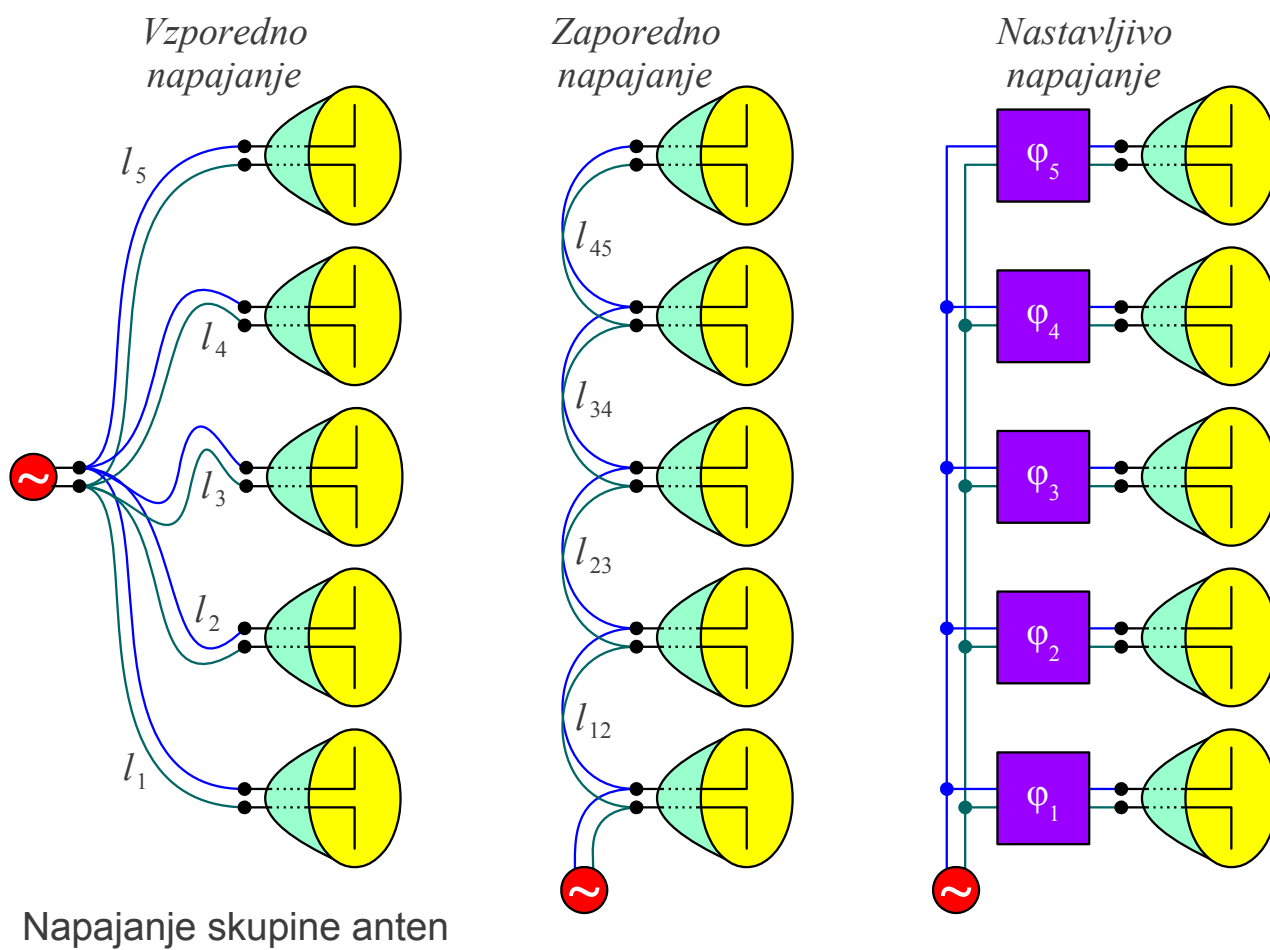 Vzporedno
napajanje
l5
l4
l3
l2
l1
~
Zaporedno
napajanje
l45
l34
l23
l12
~
Nastavljivo
napajanje
φ5
φ4
φ3
φ2
φ1
~
Napajanje skupine anten